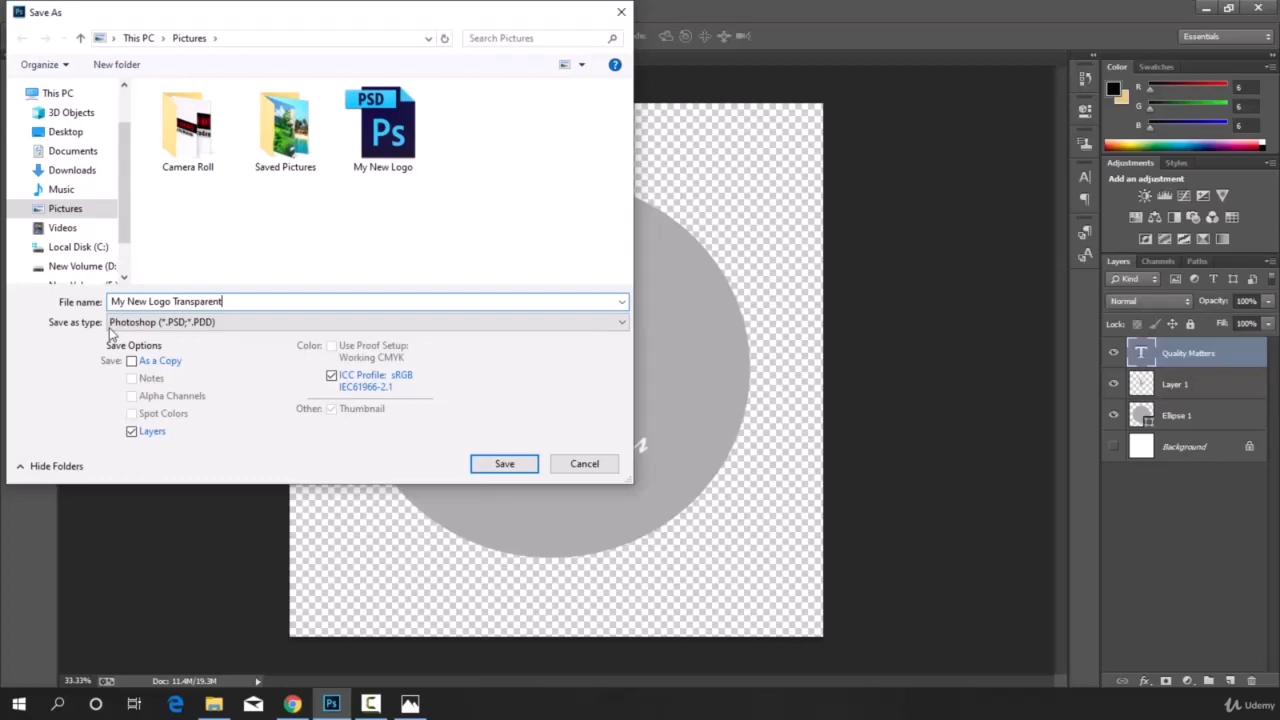 Save As
This PC > Pictures >
Search Pictures
Essentials
Organize
New folder
This PC
3D Objects
Desktop
Documents
Downloads
Music
Pictures
Videos
Local Disk (C:)
New Volume (D:
PSD
Ps
Camera Roll
Saved Pictures
My New Logo
File name: My New Logo Transparent
Save as type: Photoshop (*.PSD;*.PDD)
Save Options
Save: As a Copy
Notes
Alpha Channels
Spot Colors
Layers
Color: Use Proof Setup:
Working CMYK
ICC Profile: sRGB
IEC61966-2.1
Other: Thumbnail
Hide Folders
Save
Cancel
Color Swatches
R 6
G 6
B 6
Adjustments Styles
Add an adjustment
Layers Channels Paths
Kind
Normal Opacity: 100%
Lock: Fill: 100%
T Quality Matters
Layer 1
Ellipse 1
Background
33.33% Doc: 11.4M/19.3M
Udemy